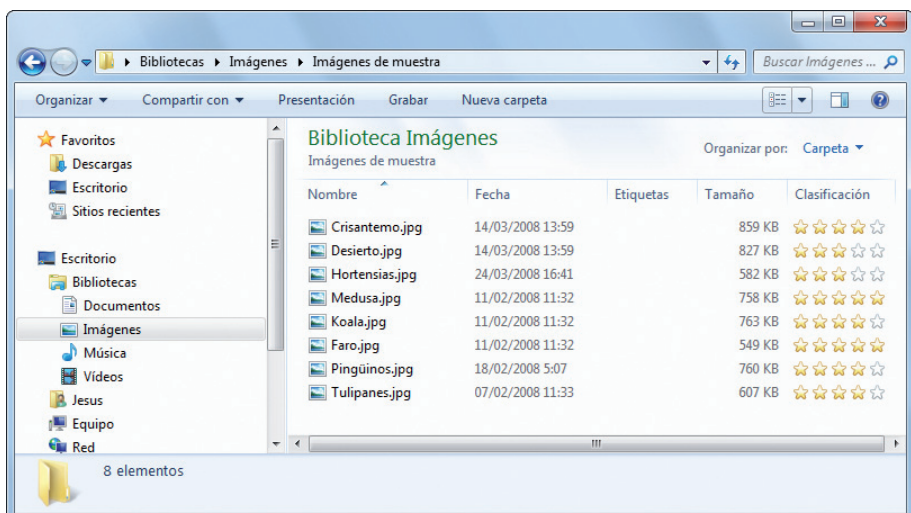 Bibliotecas Imágenes Imágenes de muestra
Buscar Imágenes ...
Organizar Compartir con Presentación Grabar Nueva carpeta
Favoritos
Descargas
Escritorio
Sitios recientes
Escritorio
Bibliotecas
Documentos
Imágenes
Música
Vídeos
Jesus
Equipo
Red
Biblioteca Imágenes
Imágenes de muestra
Organizar por: Carpeta
Nombre Fecha Etiquetas Tamaño Clasificación
Crisantemo.jpg 14/03/2008 13:59 859 KB
Desierto.jpg 14/03/2008 13:59 827 KB
Hortensias.jpg 24/03/2008 16:41 582 KB
Medusa.jpg 11/02/2008 11:32 758 KB
Koala.jpg 11/02/2008 11:32 763 KB
Faro.jpg 11/02/2008 11:32 549 KB
Pingüinos.jpg 18/02/2008 5:07 760 KB
Tulipanes.jpg 07/02/2008 11:33 607 KB
8 elementos